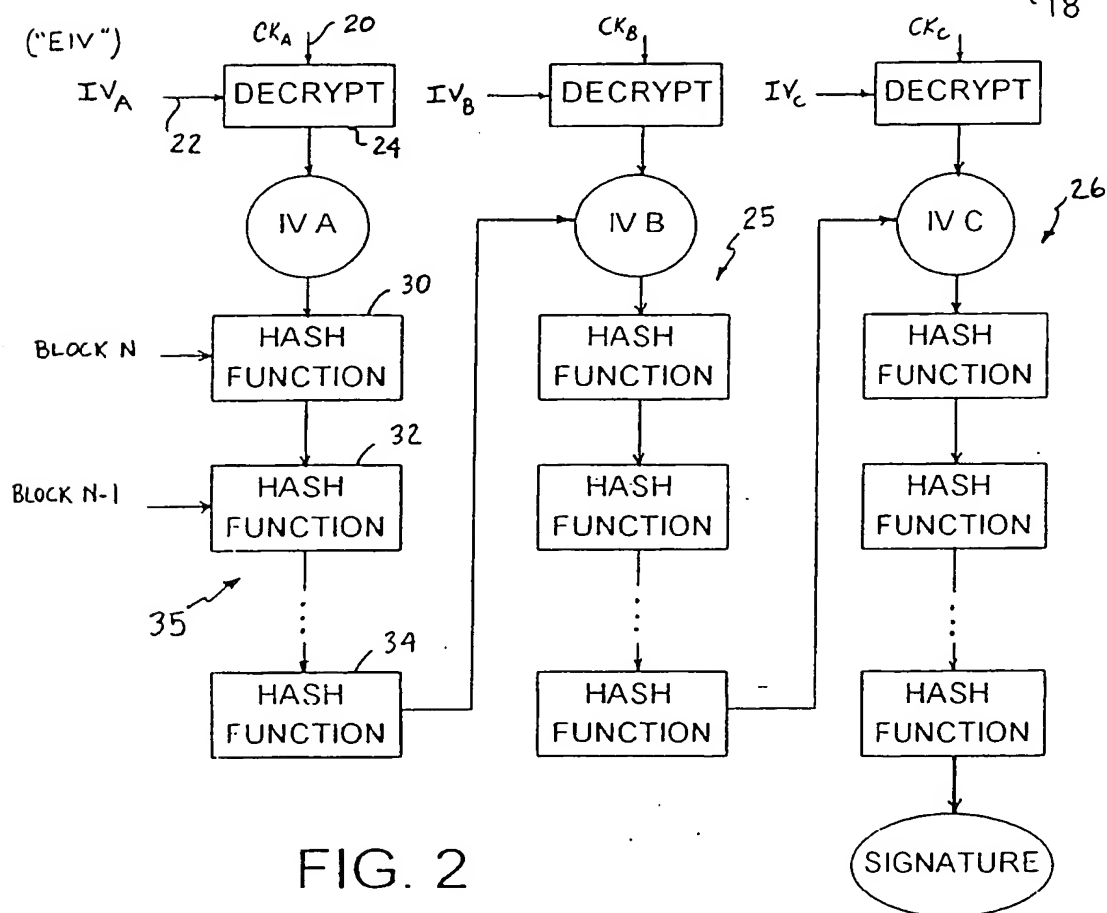 18
("EIV")
CKA
20
CKB
CKC
IVA
DECRYPT
IVB
DECRYPT
IVC
DECRYPT
22
24
IV A
IV B
25
IV C
26
30
BLOCK N
HASH
FUNCTION
HASH
FUNCTION
HASH
FUNCTION
32
BLOCK N-1
HASH
FUNCTION
HASH
FUNCTION
HASH
FUNCTION
35
34
HASH
FUNCTION
HASH
FUNCTION
HASH
FUNCTION
FIG. 2
SIGNATURE